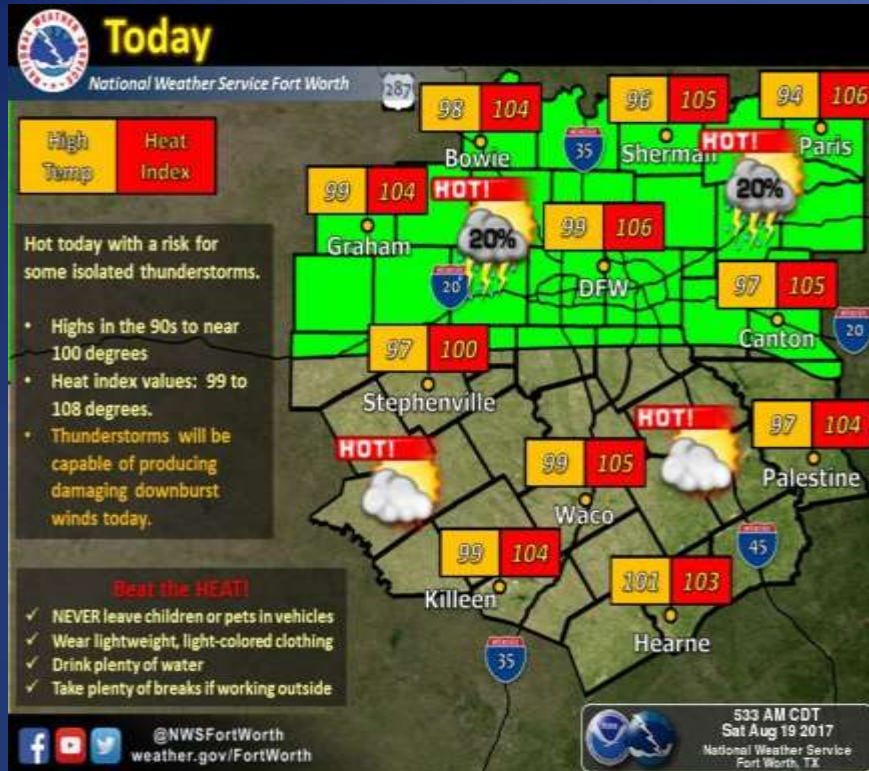 Today
NATIONAL WEATHER SERVICE
National Weather Service Fort Worth
High
Temp
Heat
Index
Hot today with a risk for
some isolated thunderstorms.
• Highs in the 90s to near
100 degrees
• Heat index values: 99 to
108 degrees.
• Thunderstorms will be
capable of producing
damaging downburst
winds today.
Beat the HEAT!
✓ NEVER leave children or pets in vehicles
✓ Wear lightweight, light-colored clothing
✓ Drink plenty of water
✓ Take plenty of breaks if working outside
@NWSFortWorth
weather.gov/FortWorth
287
98 104
Bowie
35
96 105
Sherman
94 106
Paris
99 104
Graham
HOT!
20%
HOT!
20%
99 106
DFW
20
97 105
Canton
20
97 100
Stephenville
HOT!
HOT!
99 105
Waco
97 104
Palestine
99 104
Killeen
101 103
Hearne
45
35
533 AM CDT
Sat Aug 19 2017
National Weather Service
Fort Worth, TX